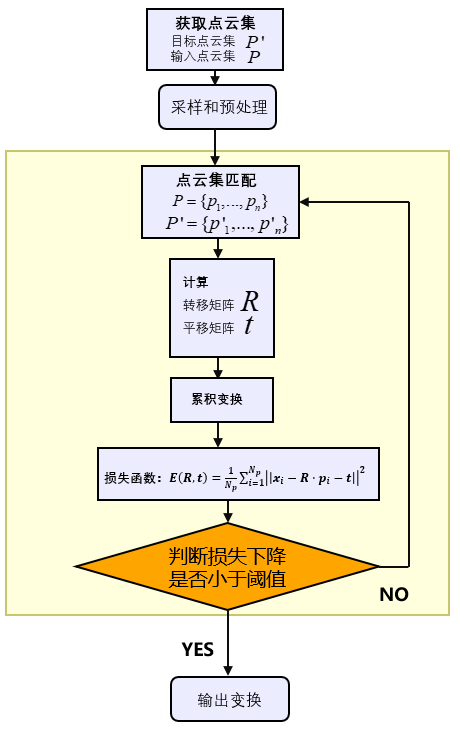 获取点云集
目标点云集 P'
输入点云集 P
采样和预处理
点云集匹配
P = {p₁,…, pₙ}
P' = {p'₁,…, p'ₙ}
计算
转移矩阵 R
平移矩阵 t
累积变换
损失函数：E(R, t) = 1/Nₚ ∑ᵢ₌₁^Nₚ ||xᵢ − R · pᵢ − t||²
判断损失下降
是否小于阈值
NO
YES
输出变换